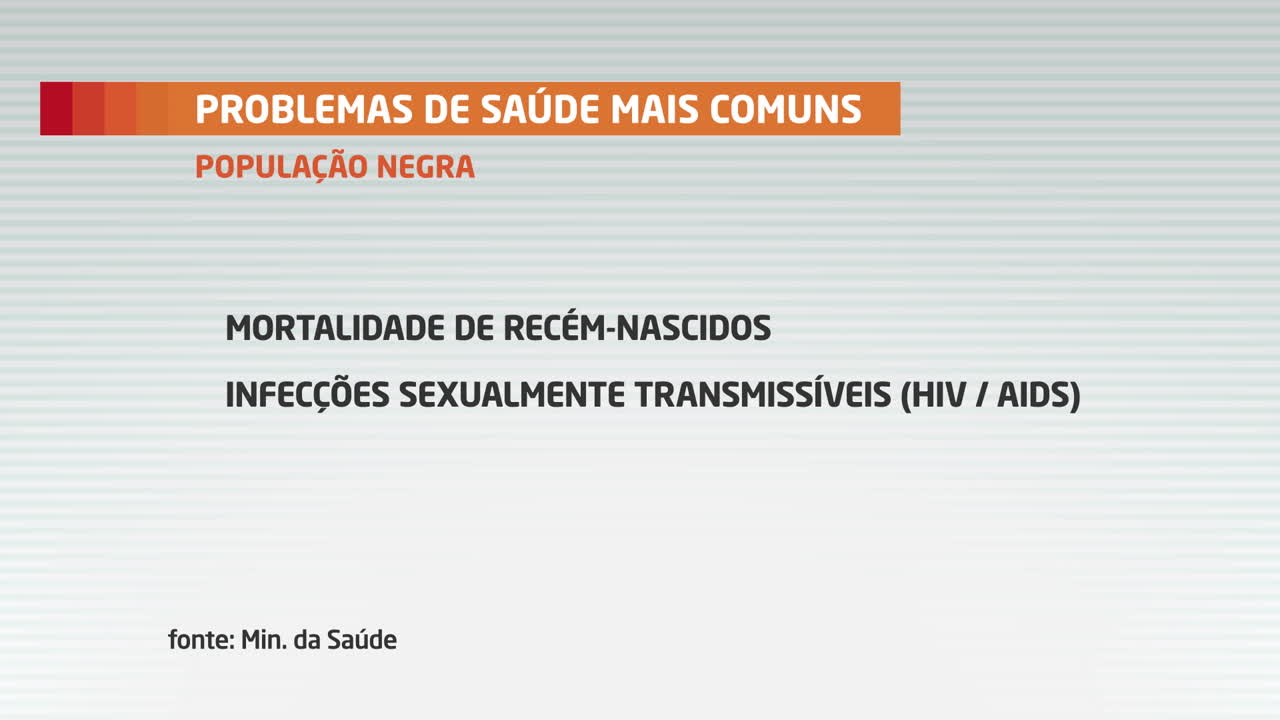 PROBLEMAS DE SAÚDE MAIS COMUNS
POPULAÇÃO NEGRA
MORTALIDADE DE RECÉM-NASCIDOS
INFECÇÕES SEXUALMENTE TRANSMISSÍVEIS (HIV / AIDS)
fonte: Min. da Saúde